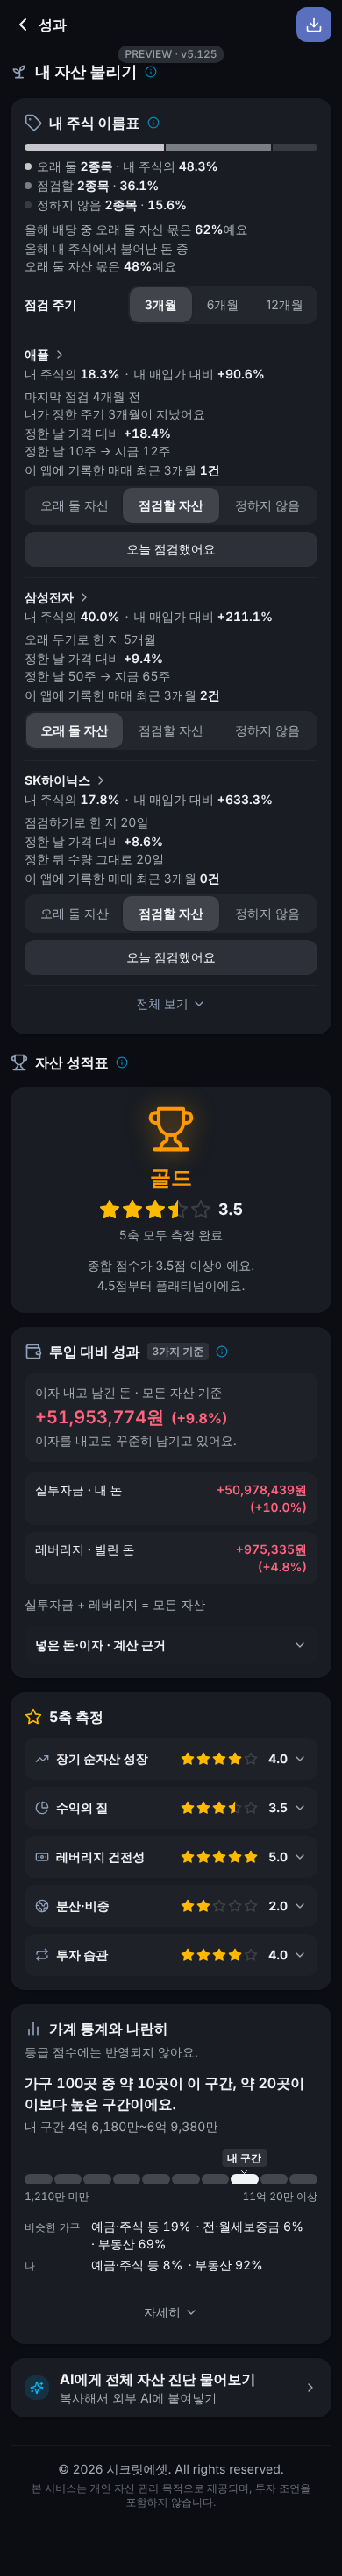 성과
PREVIEW · v5.125
내 자산 불리기
내 주식 이름표
오래 둘 2종목 · 내 주식의 48.3%
점검할 2종목 · 36.1%
정하지 않음 2종목 · 15.6%
올해 배당 중 오래 둘 자산 몫은 62%예요
올해 내 주식에서 불어난 돈 중
오래 둘 자산 몫은 48%예요
점검 주기 3개월 6개월 12개월
애플
내 주식의 18.3% · 내 매입가 대비 +90.6%
마지막 점검 4개월 전
내가 정한 주기 3개월이 지났어요
정한 날 가격 대비 +18.4%
정한 날 10주 → 지금 12주
이 앱에 기록한 매매 최근 3개월 1건
오래 둘 자산 점검할 자산 정하지 않음
오늘 점검했어요
삼성전자
내 주식의 40.0% · 내 매입가 대비 +211.1%
오래 두기로 한 지 5개월
정한 날 가격 대비 +9.4%
정한 날 50주 → 지금 65주
이 앱에 기록한 매매 최근 3개월 2건
오래 둘 자산 점검할 자산 정하지 않음
SK하이닉스
내 주식의 17.8% · 내 매입가 대비 +633.3%
점검하기로 한 지 20일
정한 날 가격 대비 +8.6%
정한 뒤 수량 그대로 20일
이 앱에 기록한 매매 최근 3개월 0건
오래 둘 자산 점검할 자산 정하지 않음
오늘 점검했어요
전체 보기
자산 성적표
골드
3.5
5축 모두 측정 완료
종합 점수가 3.5점 이상이에요.
4.5점부터 플래티넘이에요.
투입 대비 성과 3가지 기준
이자 내고 남긴 돈 · 모든 자산 기준
+51,953,774원 (+9.8%)
이자를 내고도 꾸준히 남기고 있어요.
실투자금 · 내 돈 +50,978,439원
(+10.0%)
레버리지 · 빌린 돈 +975,335원
(+4.8%)
실투자금 + 레버리지 = 모든 자산
넣은 돈·이자 · 계산 근거
5축 측정
장기 순자산 성장 4.0
수익의 질 3.5
레버리지 건전성 5.0
분산·비중 2.0
투자 습관 4.0
가계 통계와 나란히
등급 점수에는 반영되지 않아요.
가구 100곳 중 약 10곳이 이 구간, 약 20곳이
이보다 높은 구간이에요.
내 구간 4억 6,180만~6억 9,380만
내 구간
1,210만 미만 11억 20만 이상
비슷한 가구 예금·주식 등 19% · 전·월세보증금 6%
· 부동산 69%
나 예금·주식 등 8% · 부동산 92%
자세히
AI에게 전체 자산 진단 물어보기
복사해서 외부 AI에 붙여넣기
© 2026 시크릿에셋. All rights reserved.
본 서비스는 개인 자산 관리 목적으로 제공되며, 투자 조언을
포함하지 않습니다.